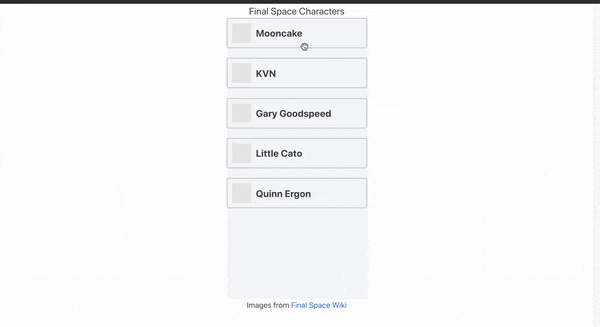 Final Space Characters
Mooncake
KVN
Gary Goodspeed
Little Cato
Quinn Ergon
Images from Final Space Wiki